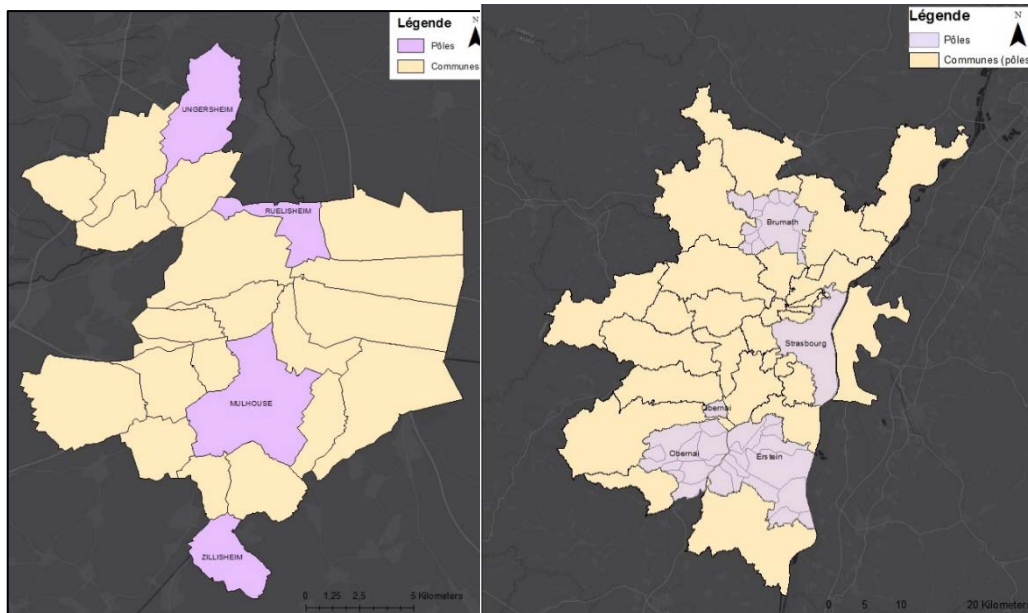 Légende
N
Pôles
Communes
UNGERSHEIM
RUELISHEIM
MULHOUSE
ZILLISHEIM
0 1,25 2,5 5 Kilometers
Légende
N
Pôles
Communes (pôles
Brumath
Strasbourg
Obernai
Obernai
Erstein
0 5 10 20 Kilometer